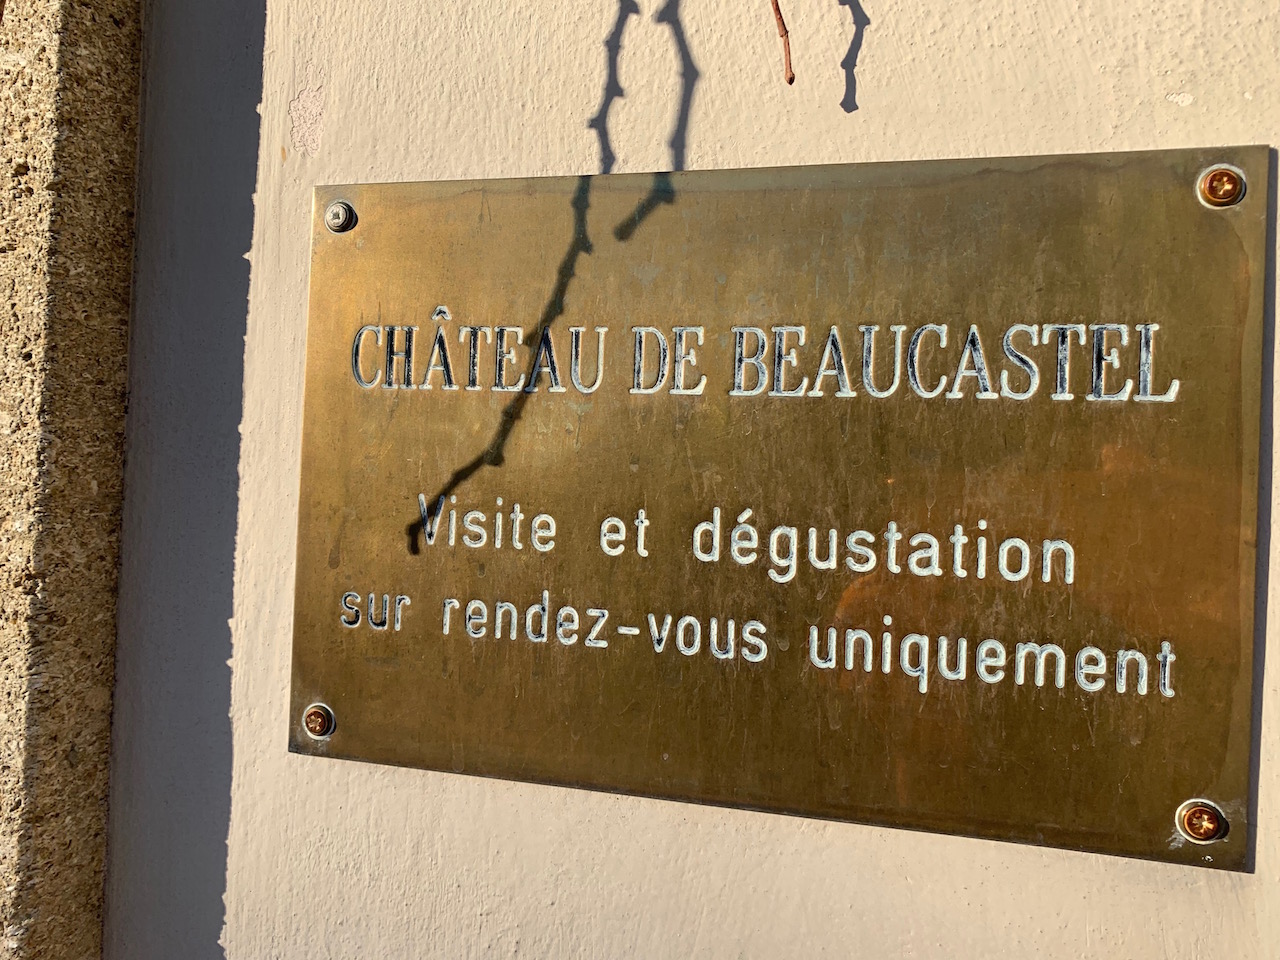 CHÂTEAU DE BEAUCASTEL
Visite et dégustation
sur rendez-vous uniquement